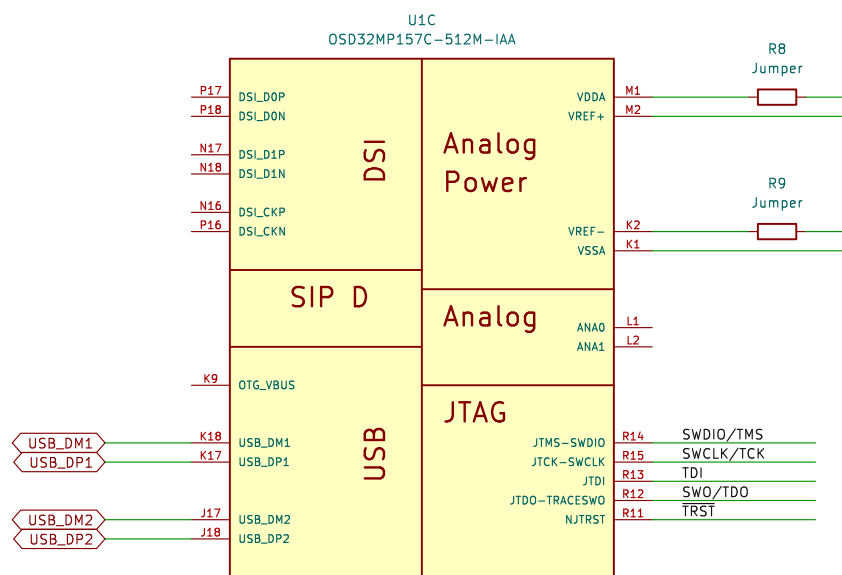 U1C
OSD32MP157C-512M-IAA
R8
Jumper
P17 DSI_D0P
P18 DSI_D0N
N17 DSI_D1P
N18 DSI_D1N
N16 DSI_CKP
P16 DSI_CKN
DSI
Analog
Power
VDDA M1
VREF+ M2
R9
Jumper
VREF- K2
VSSA K1
SIP D
Analog
ANA0 L1
ANA1 L2
K9 OTG_VBUS
USB_DM1 K18 USB_DM1
USB_DP1 K17 USB_DP1
USB_DM2 J17 USB_DM2
USB_DP2 J18 USB_DP2
USB
JTAG
JTMS-SWDIO R14 SWDIO/TMS
JTCK-SWCLK R15 SWCLK/TCK
JTDI R13 TDI
JTDO-TRACESWO R12 SWO/TDO
NJTRST R11 TRST